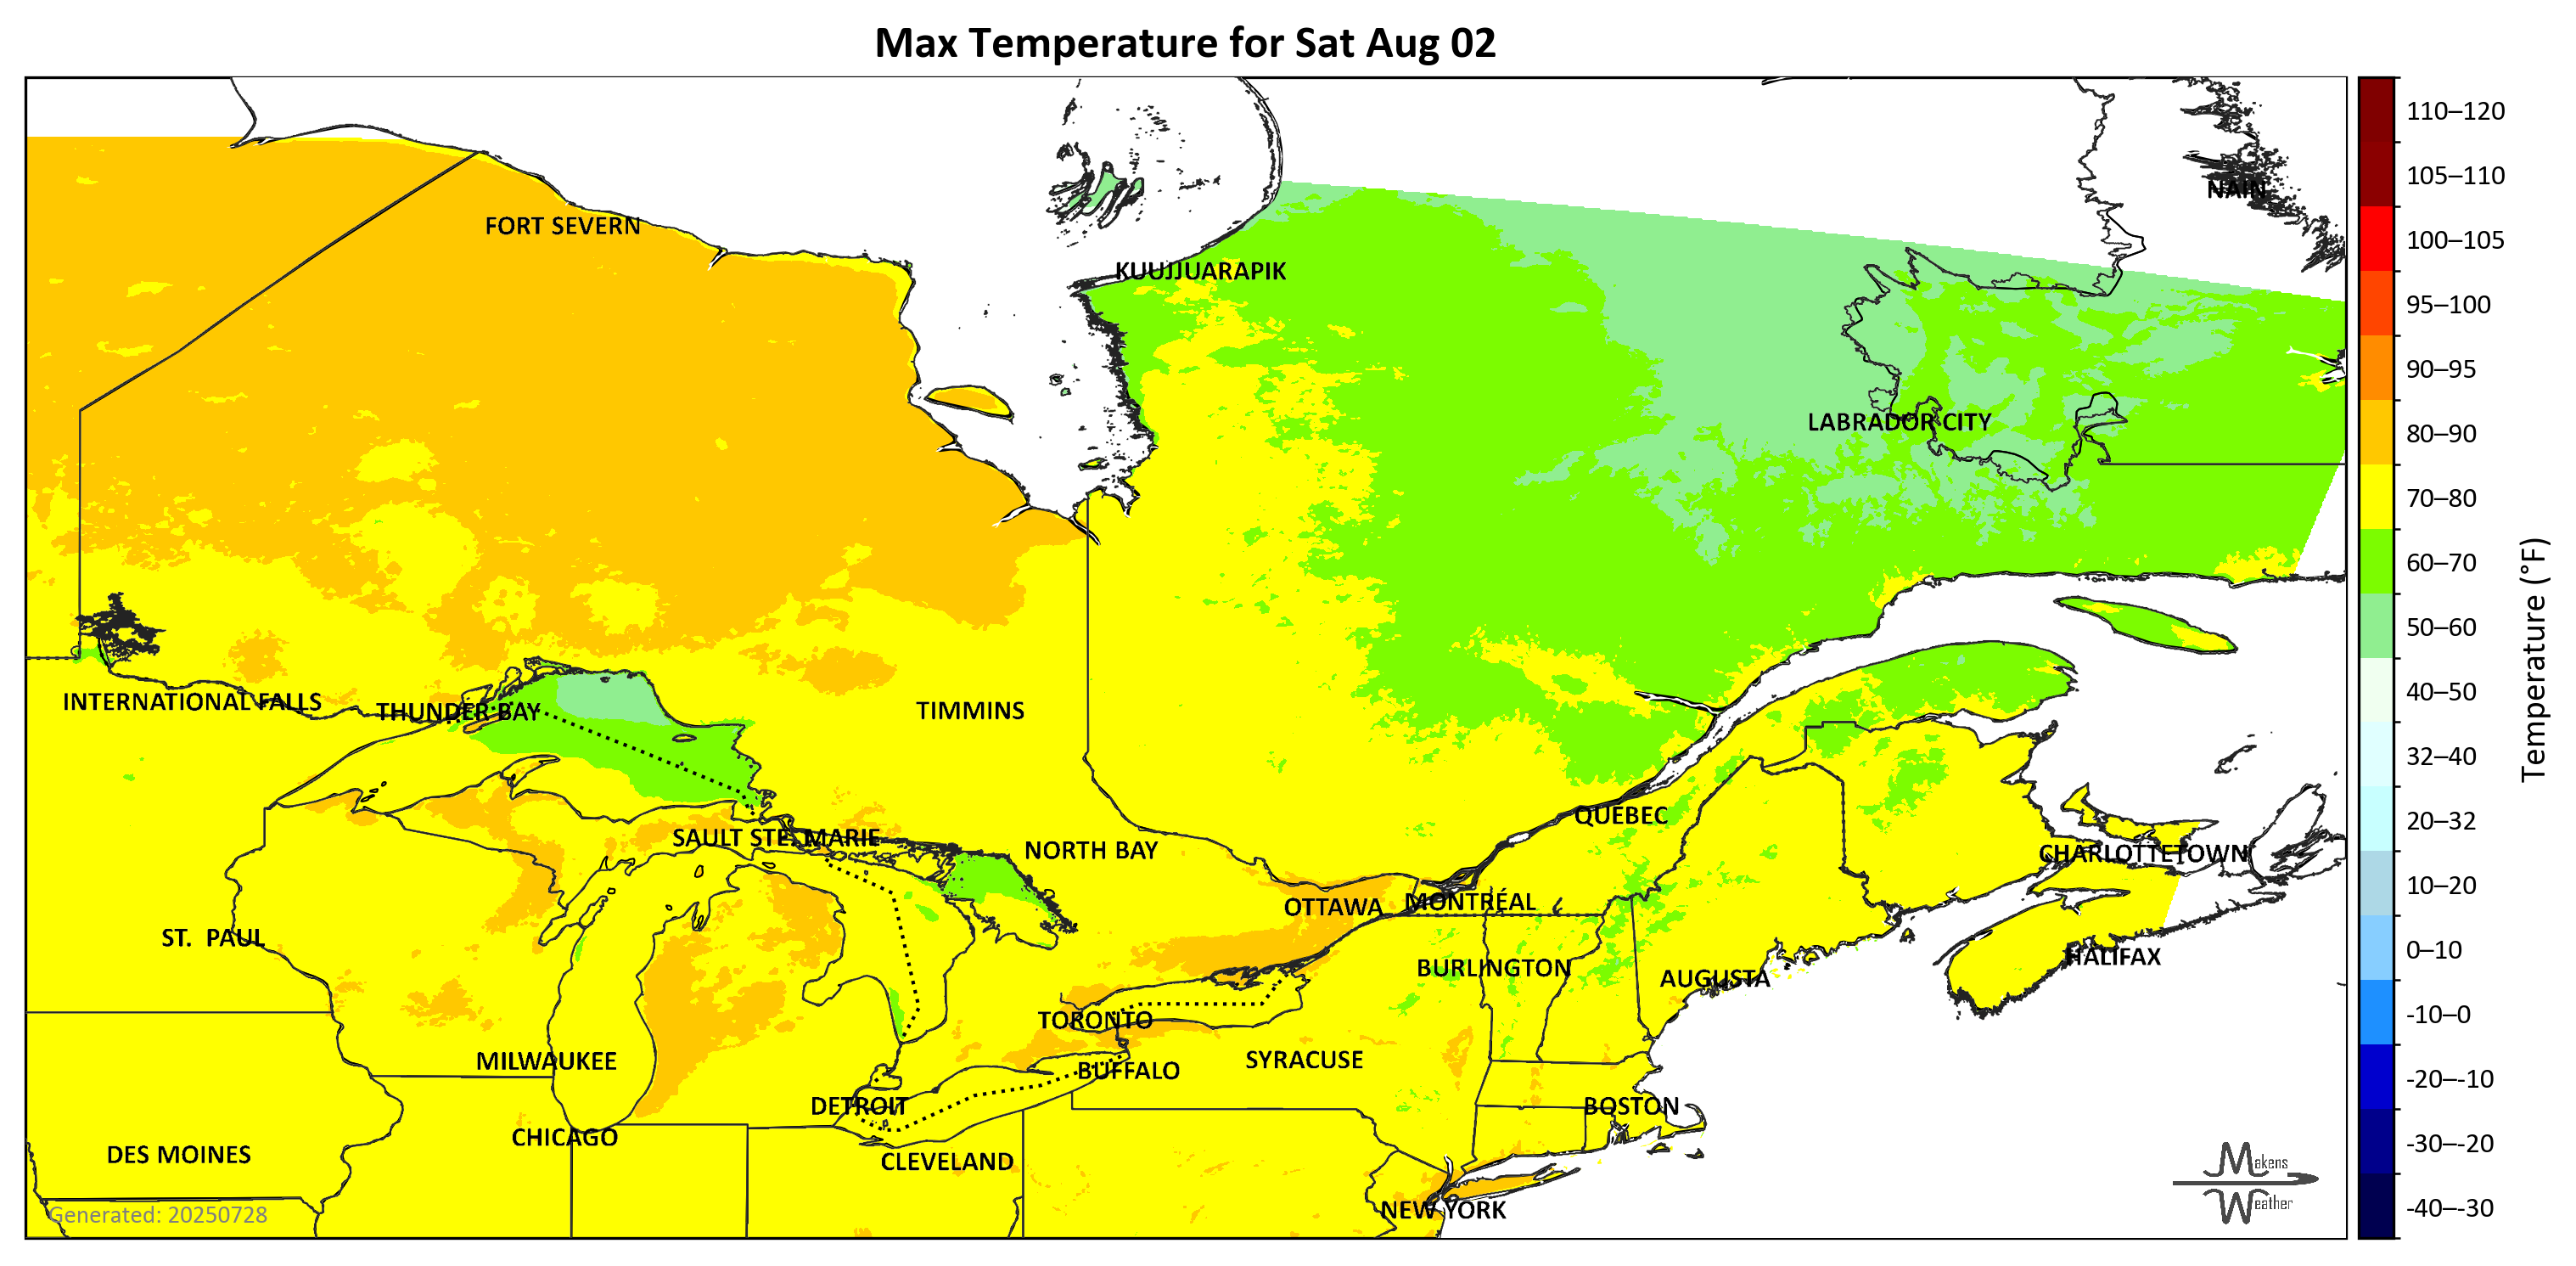 Max Temperature for Sat Aug 02
NAIN
FORT SEVERN
KUUJJUARAPIK
LABRADOR CITY
INTERNATIONAL FALLS
THUNDER BAY
TIMMINS
QUEBEC
SAULT STE. MARIE
NORTH BAY
CHARLOTTETOWN
OTTAWA
MONTRÉAL
ST. PAUL
HALIFAX
BURLINGTON
AUGUSTA
TORONTO
MILWAUKEE
SYRACUSE
BUFFALO
DETROIT
BOSTON
CHICAGO
DES MOINES
CLEVELAND
NEW YORK
Generated: 20250728
Makens
Weather
110–120
105–110
100–105
95–100
90–95
80–90
70–80
60–70
50–60
40–50
32–40
20–32
10–20
0–10
-10–0
-20–-10
-30–-20
-40–-30
Temperature (°F)